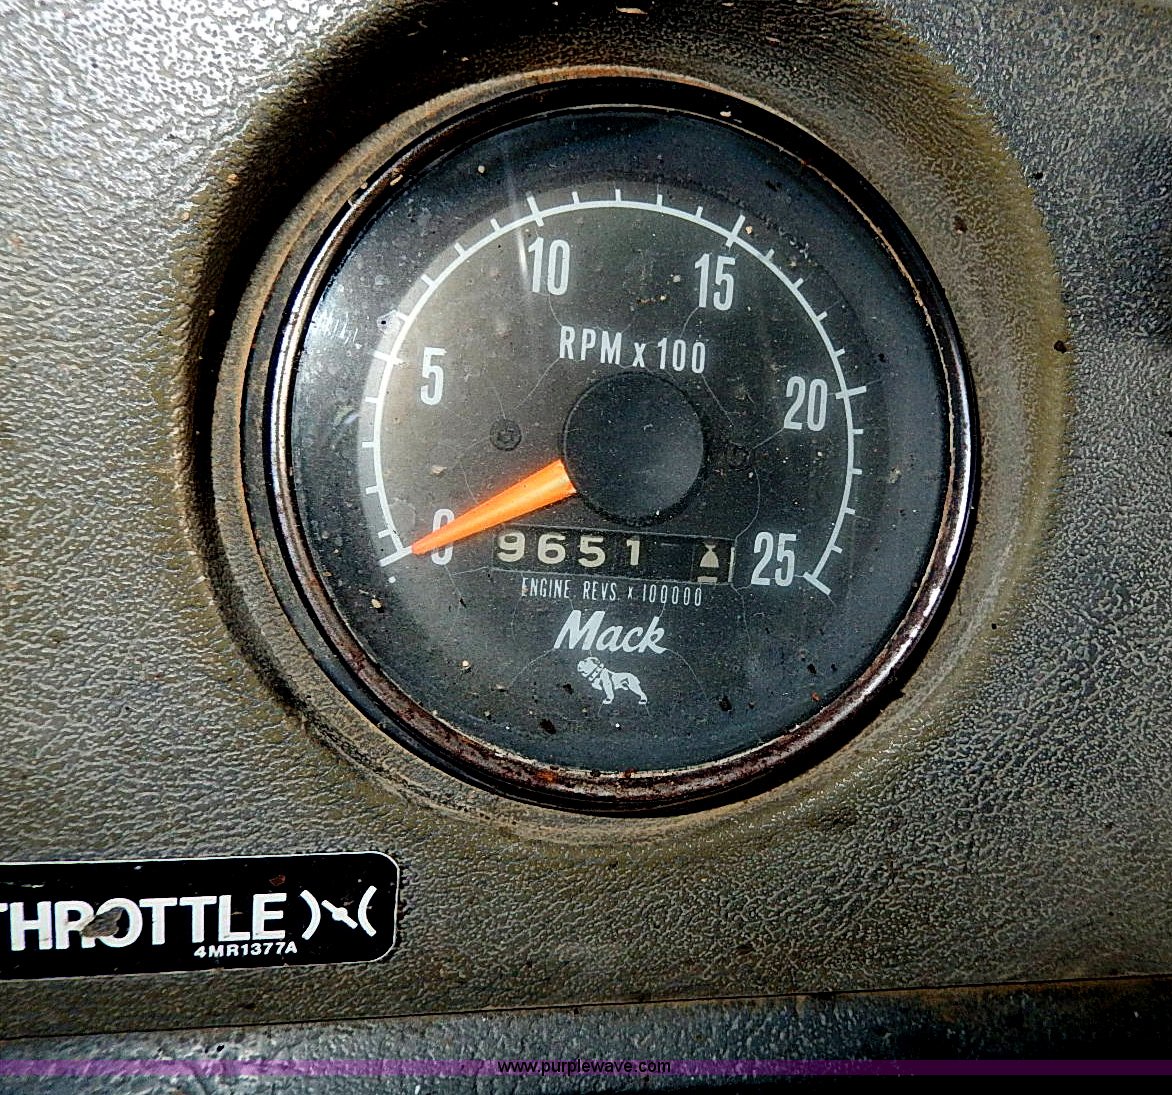 10
15
RPM x 100
5
20
0
9651
25
ENGINE REVS. x 100000
Mack
THROTTLE
4MR1377A
www.purplewave.com